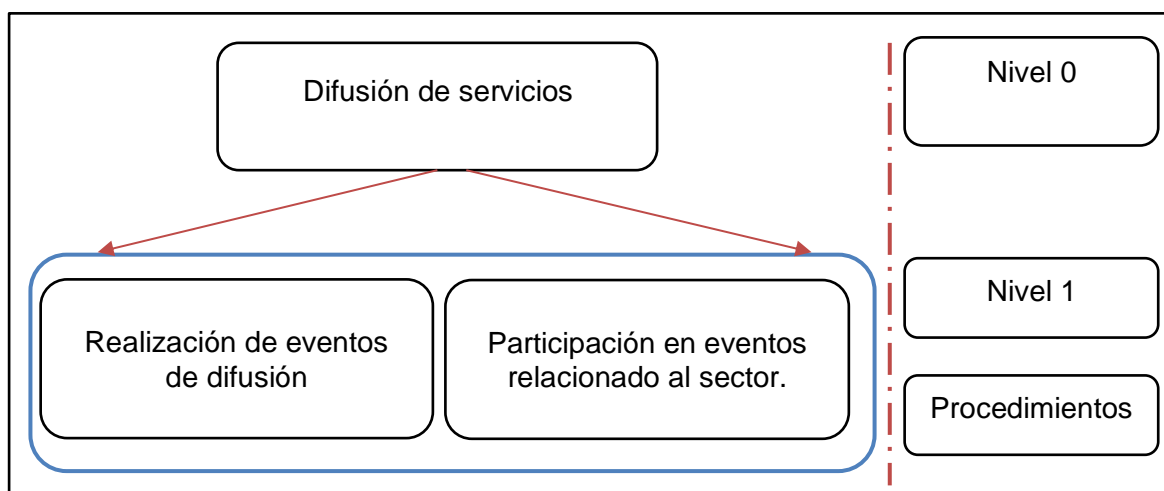 Difusión de servicios
Nivel 0
Realización de eventos
de difusión
Participación en eventos
relacionado al sector.
Nivel 1
Procedimientos